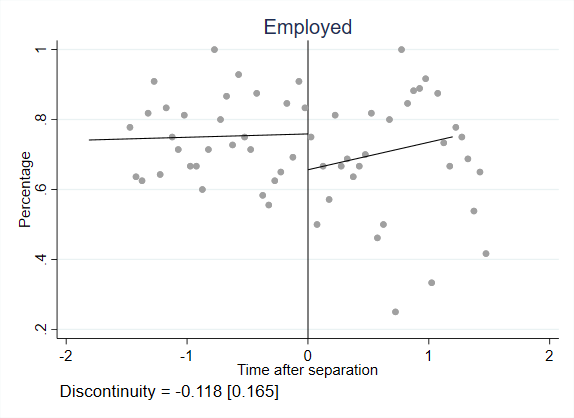 Employed
Percentage
1
.8
.6
.4
.2
-2 -1 0 1 2
Time after separation
Discontinuity = -0.118 [0.165]